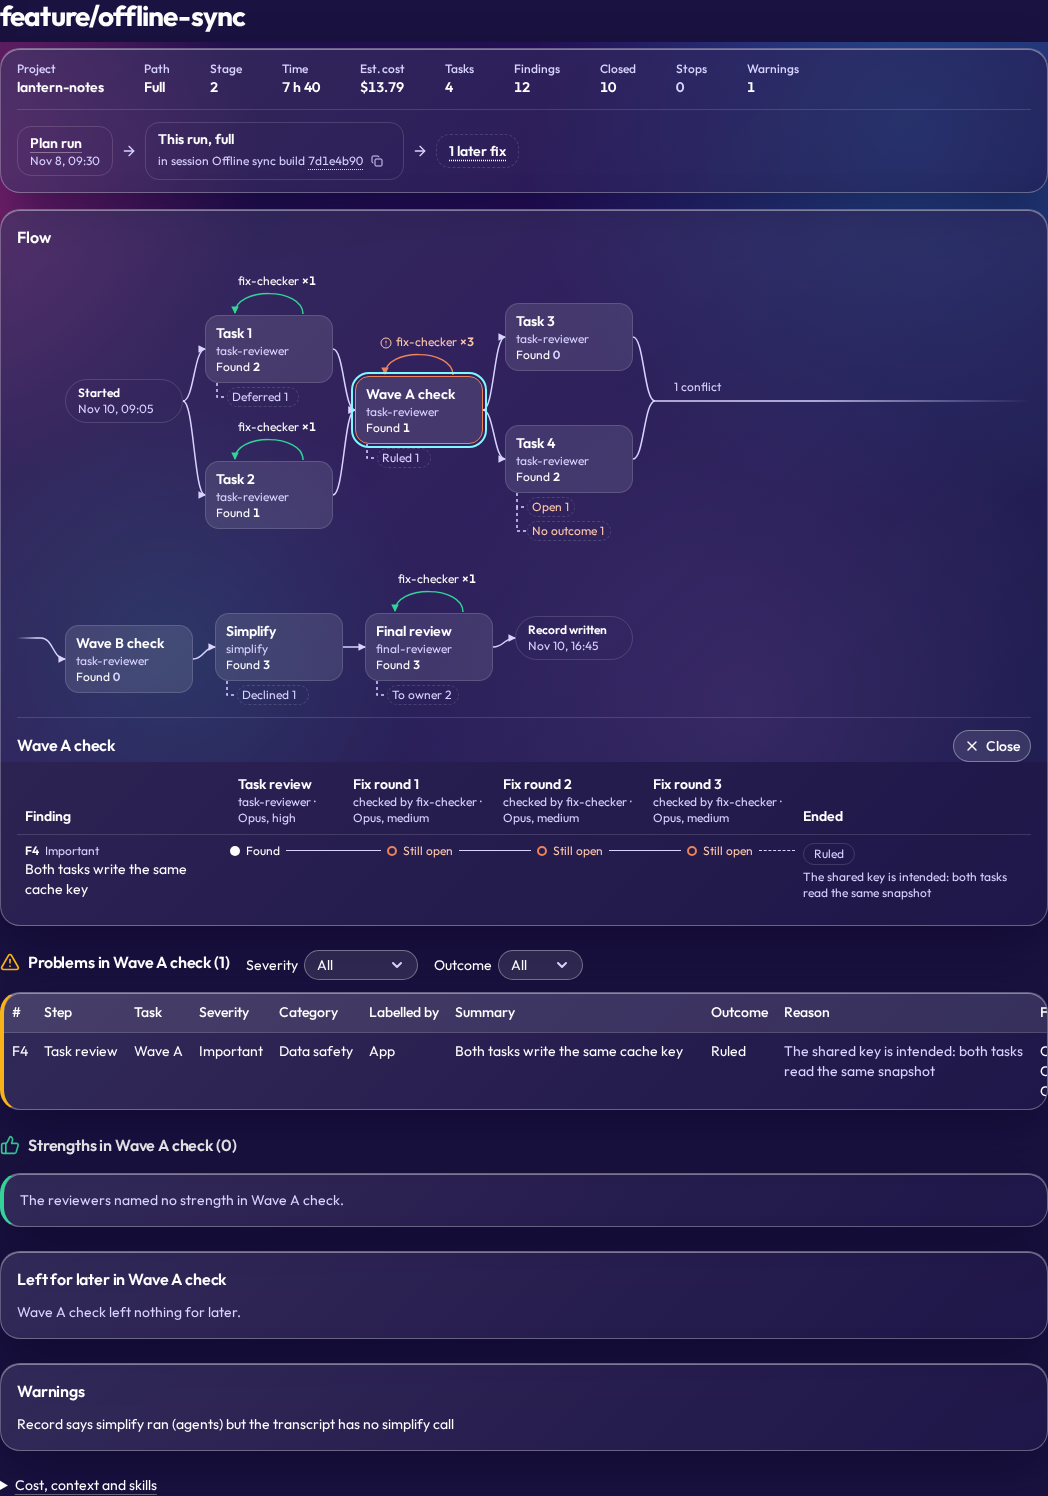 feature/offline-sync
Project
lantern-notes
Path
Full
Stage
2
Time
7 h 40
Est. cost
$13.79
Tasks
4
Findings
12
Closed
10
Stops
0
Warnings
1
Plan run
Nov 8, 09:30
This run, full
in session Offline sync build 7d1e4b90
1 later fix
Flow
fix-checker ×1
Task 1
task-reviewer
Found 2
Deferred 1
Started
Nov 10, 09:05
fix-checker ×1
Task 2
task-reviewer
Found 1
fix-checker ×3
Wave A check
task-reviewer
Found 1
Ruled 1
Task 3
task-reviewer
Found 0
1 conflict
Task 4
task-reviewer
Found 2
Open 1
No outcome 1
Wave B check
task-reviewer
Found 0
Simplify
simplify
Found 3
Declined 1
fix-checker ×1
Final review
final-reviewer
Found 3
To owner 2
Record written
Nov 10, 16:45
Wave A check
Close
Finding
Task review
task-reviewer ·
Opus, high
Fix round 1
checked by fix-checker ·
Opus, medium
Fix round 2
checked by fix-checker ·
Opus, medium
Fix round 3
checked by fix-checker ·
Opus, medium
Ended
F4 Important
Both tasks write the same
cache key
Found
Still open
Still open
Still open
Ruled
The shared key is intended: both tasks
read the same snapshot
Problems in Wave A check (1)
Severity
All
Outcome
All
# Step Task Severity Category Labelled by Summary Outcome Reason
F4 Task review Wave A Important Data safety App Both tasks write the same cache key Ruled The shared key is intended: both tasks
read the same snapshot
Strengths in Wave A check (0)
The reviewers named no strength in Wave A check.
Left for later in Wave A check
Wave A check left nothing for later.
Warnings
Record says simplify ran (agents) but the transcript has no simplify call
Cost, context and skills